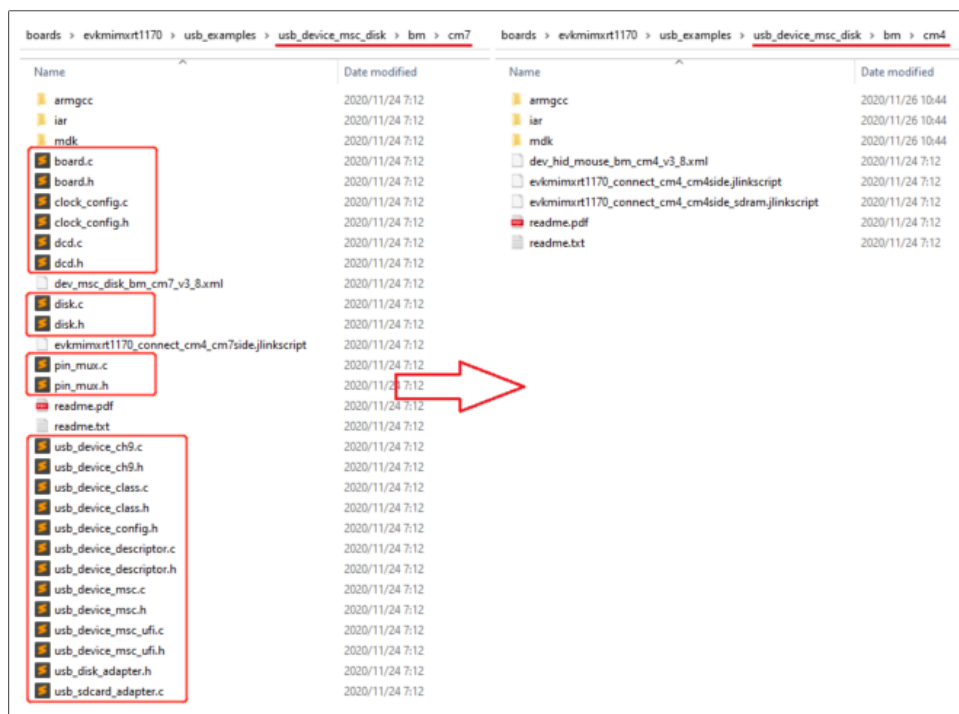 boards > evkmimxrt1170 > usb_examples > usb_device_msc_disk > bm > cm7
Name Date modified
armgcc 2020/11/24 7:12
iar 2020/11/24 7:12
mdk 2020/11/24 7:12
board.c 2020/11/24 7:12
board.h 2020/11/24 7:12
clock_config.c 2020/11/24 7:12
clock_config.h 2020/11/24 7:12
dcd.c 2020/11/24 7:12
dcd.h 2020/11/24 7:12
dev_msc_disk_bm_cm7_v3_8.xml 2020/11/24 7:12
disk.c 2020/11/24 7:12
disk.h 2020/11/24 7:12
evkmimxrt1170_connect_cm4_cm7side.jlinkscript 2020/11/24 7:12
pin_mux.c 2020/11/24 7:12
pin_mux.h 2020/11/24 7:12
readme.pdf 2020/11/24 7:12
readme.txt 2020/11/24 7:12
usb_device_ch9.c 2020/11/24 7:12
usb_device_ch9.h 2020/11/24 7:12
usb_device_class.c 2020/11/24 7:12
usb_device_class.h 2020/11/24 7:12
usb_device_config.h 2020/11/24 7:12
usb_device_descriptor.c 2020/11/24 7:12
usb_device_descriptor.h 2020/11/24 7:12
usb_device_msc.c 2020/11/24 7:12
usb_device_msc.h 2020/11/24 7:12
usb_device_msc_ufi.c 2020/11/24 7:12
usb_device_msc_ufi.h 2020/11/24 7:12
usb_disk_adapter.h 2020/11/24 7:12
usb_sdcard_adapter.c 2020/11/24 7:12
boards > evkmimxrt1170 > usb_examples > usb_device_msc_disk > bm > cm4
Name Date modified
armgcc 2020/11/26 10:44
iar 2020/11/26 10:44
mdk 2020/11/26 10:44
dev_hid_mouse_bm_cm4_v3_8.xml 2020/11/24 7:12
evkmimxrt1170_connect_cm4_cm4side.jlinkscript 2020/11/24 7:12
evkmimxrt1170_connect_cm4_cm4side_sdram.jlinkscript 2020/11/24 7:12
readme.pdf 2020/11/24 7:12
readme.txt 2020/11/24 7:12